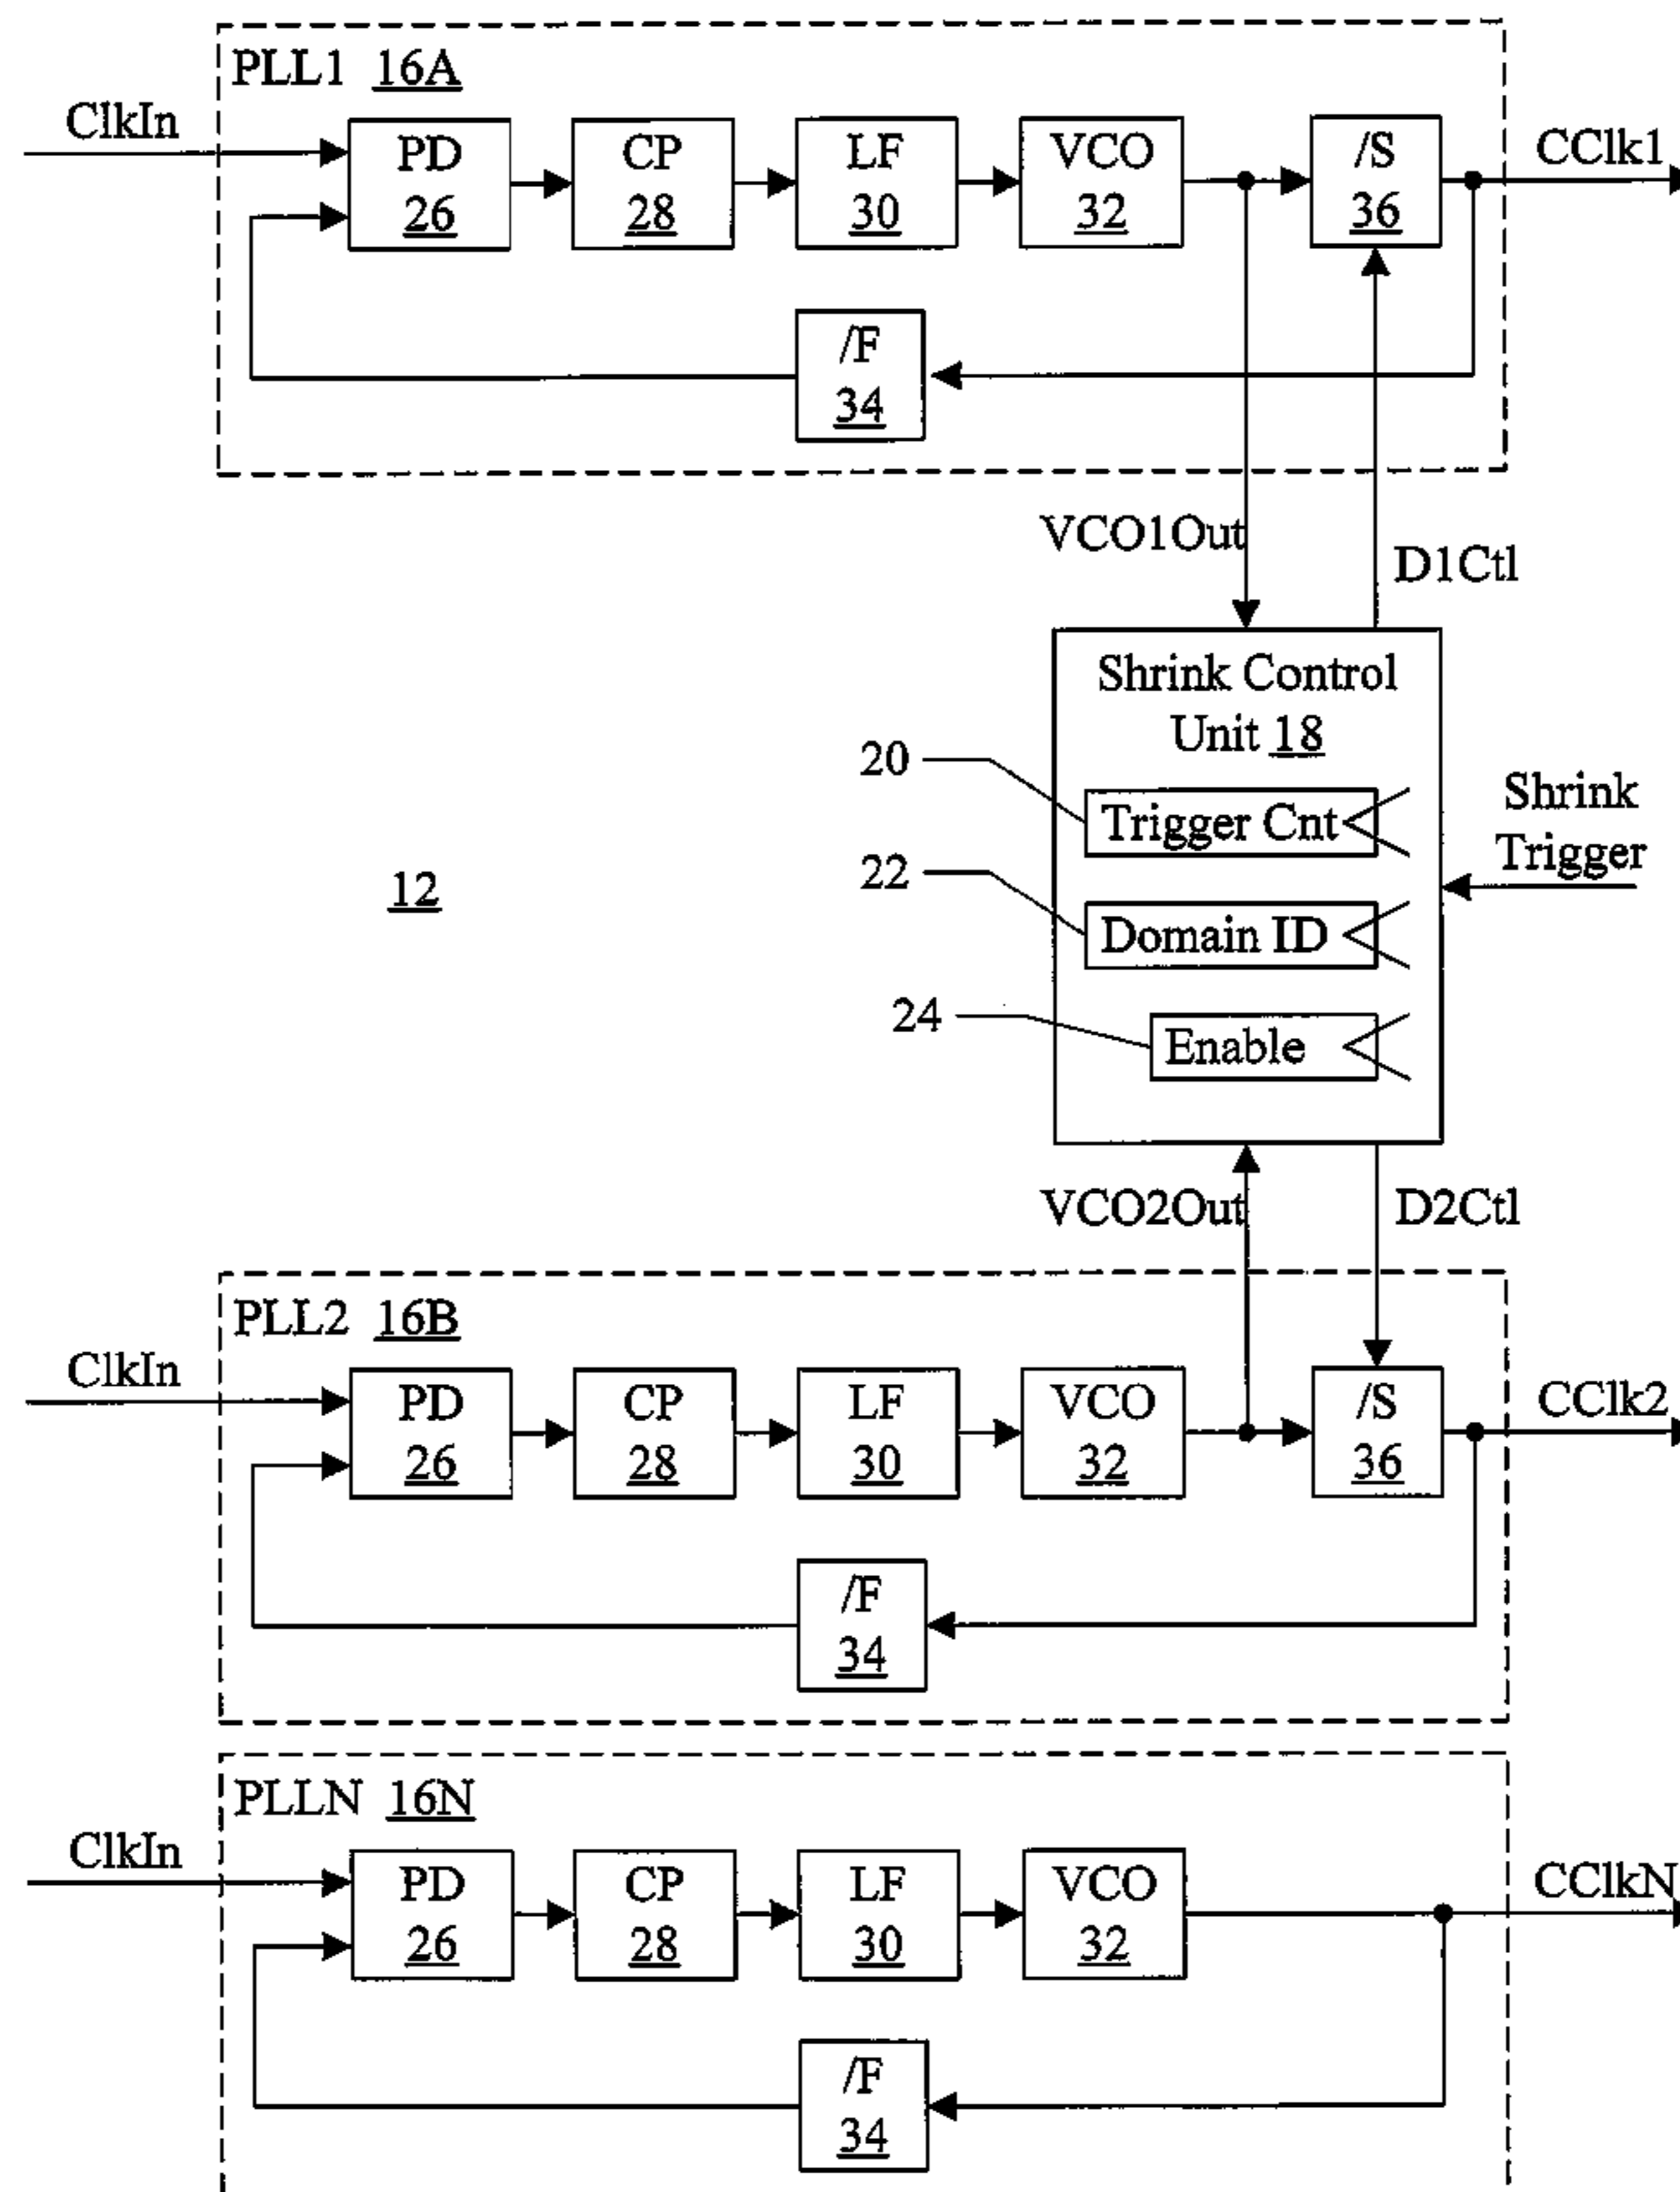 PLL1 16A
ClkIn
PD
26
CP
28
LF
30
VCO
32
/S
36
CClk1
/F
34
VCO1Out
D1Ctl
Shrink Control
Unit 18
20
Trigger Cnt
Shrink
Trigger
22
Domain ID
12
24
Enable
VCO2Out
D2Ctl
PLL2 16B
ClkIn
PD
26
CP
28
LF
30
VCO
32
/S
36
CClk2
/F
34
PLLN 16N
ClkIn
PD
26
CP
28
LF
30
VCO
32
CClkN
/F
34